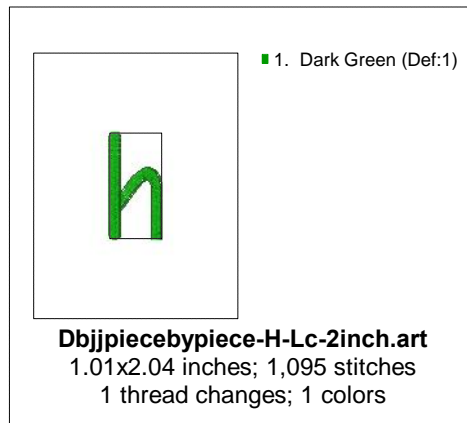 1. Dark Green (Def:1)
h
Dbjjpiecebypiece-H-Lc-2inch.art
1.01x2.04 inches; 1,095 stitches
1 thread changes; 1 colors